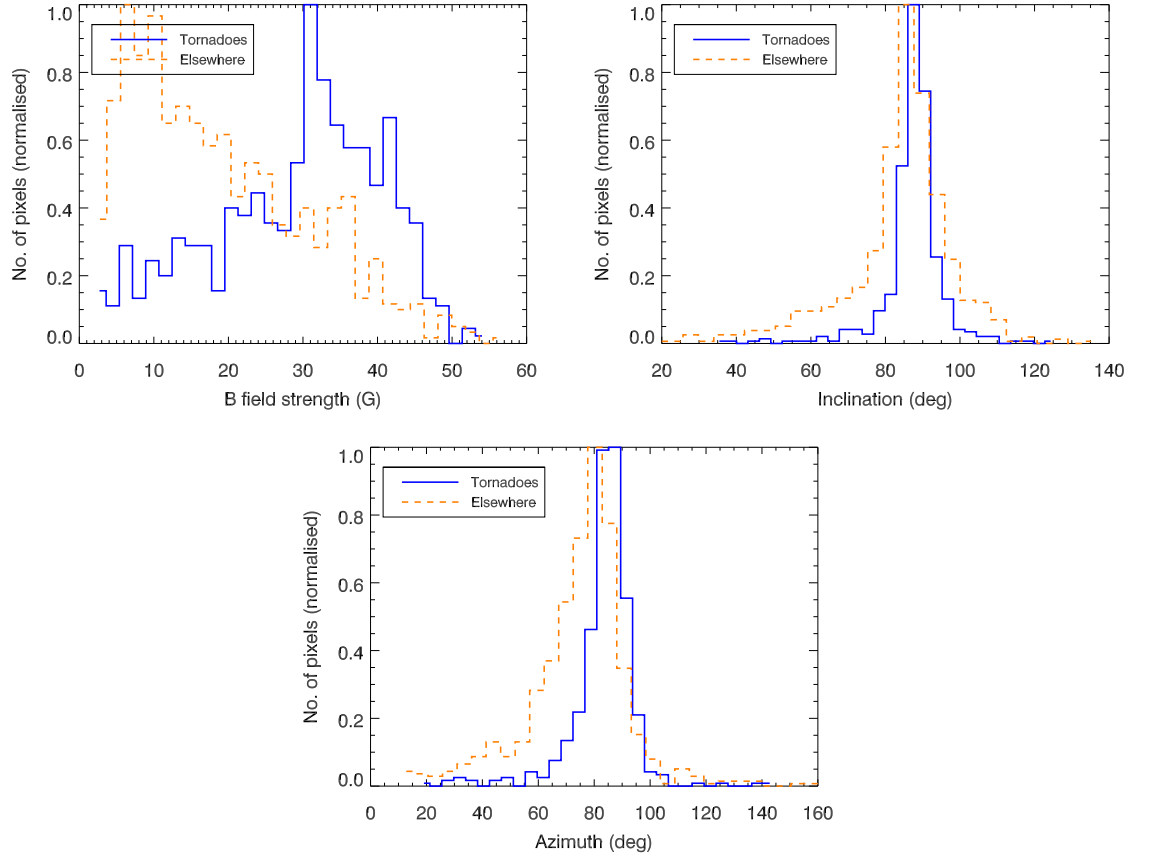 1.0
0.8
0.6
0.4
0.2
0.0
No. of pixels (normalised)
Tornadoes
Elsewhere
0 10 20 30 40 50 60
B field strength (G)
1.0
0.8
0.6
0.4
0.2
0.0
No. of pixels (normalised)
Tornadoes
Elsewhere
20 40 60 80 100 120 140
Inclination (deg)
1.0
0.8
0.6
0.4
0.2
0.0
No. of pixels (normalised)
Tornadoes
Elsewhere
0 20 40 60 80 100 120 140 160
Azimuth (deg)